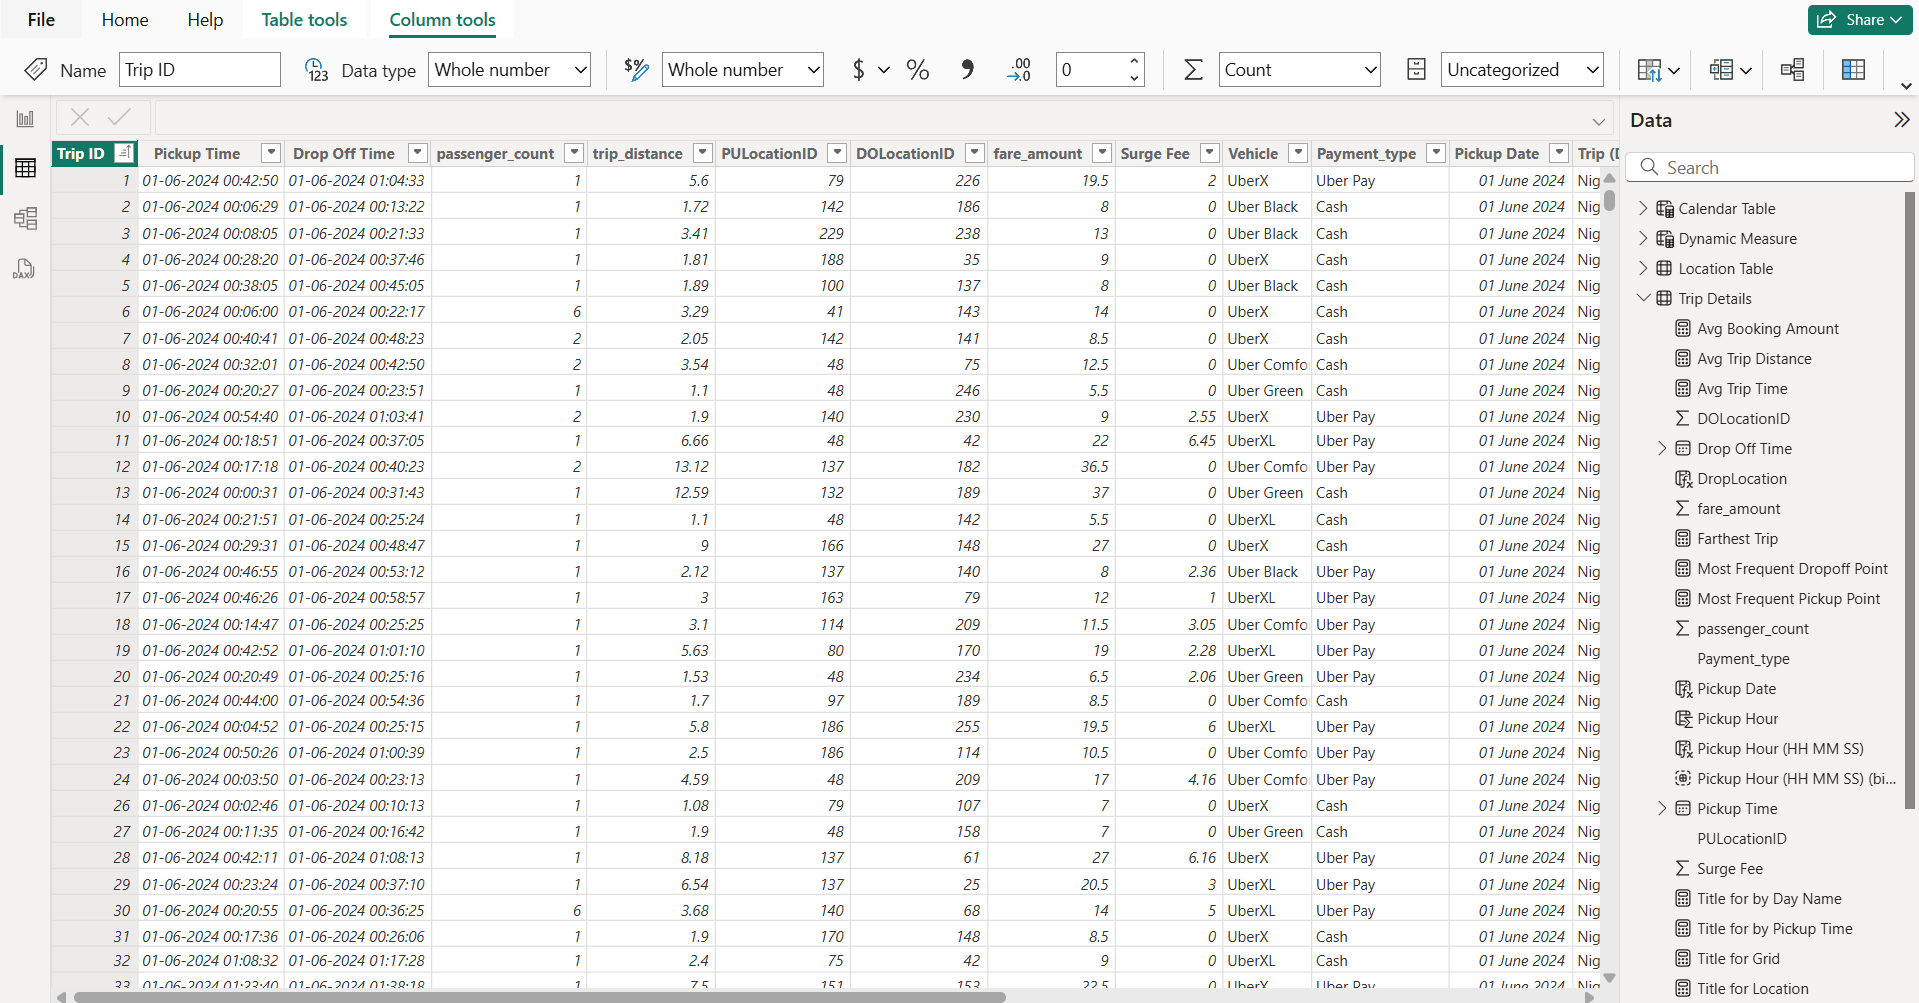 File Home Help Table tools Column tools Share
Name Trip ID 123 Data type Whole number $% Whole number $ % , .00 →.0 0 Σ Count Uncategorized
DAX
Trip ID Pickup Time Drop Off Time passenger_count trip_distance PULocationID DOLocationID fare_amount Surge Fee Vehicle Payment_type Pickup Date Trip (D
1 01-06-2024 00:42:50 01-06-2024 01:04:33 1 5.6 79 226 19.5 2 UberX Uber Pay 01 June 2024 Nig
2 01-06-2024 00:06:29 01-06-2024 00:13:22 1 1.72 142 186 8 0 Uber Black Cash 01 June 2024 Nig
3 01-06-2024 00:08:05 01-06-2024 00:21:33 1 3.41 229 238 13 0 Uber Black Cash 01 June 2024 Nig
4 01-06-2024 00:28:20 01-06-2024 00:37:46 1 1.81 188 35 9 0 UberX Cash 01 June 2024 Nig
5 01-06-2024 00:38:05 01-06-2024 00:45:05 1 1.89 100 137 8 0 Uber Black Cash 01 June 2024 Nig
6 01-06-2024 00:06:00 01-06-2024 00:22:17 6 3.29 41 143 14 0 UberX Cash 01 June 2024 Nig
7 01-06-2024 00:40:41 01-06-2024 00:48:23 2 2.05 142 141 8.5 0 UberX Cash 01 June 2024 Nig
8 01-06-2024 00:32:01 01-06-2024 00:42:50 2 3.54 48 75 12.5 0 Uber Comfo Cash 01 June 2024 Nig
9 01-06-2024 00:20:27 01-06-2024 00:23:51 1 1.1 48 246 5.5 0 Uber Green Cash 01 June 2024 Nig
10 01-06-2024 00:54:40 01-06-2024 01:03:41 2 1.9 140 230 9 2.55 UberX Uber Pay 01 June 2024 Nig
11 01-06-2024 00:18:51 01-06-2024 00:37:05 1 6.66 48 42 22 6.45 UberXL Uber Pay 01 June 2024 Nig
12 01-06-2024 00:17:18 01-06-2024 00:40:23 2 13.12 137 182 36.5 0 Uber Comfo Uber Pay 01 June 2024 Nig
13 01-06-2024 00:00:31 01-06-2024 00:31:43 1 12.59 132 189 37 0 Uber Green Cash 01 June 2024 Nig
14 01-06-2024 00:21:51 01-06-2024 00:25:24 1 1.1 48 142 5.5 0 UberXL Cash 01 June 2024 Nig
15 01-06-2024 00:29:31 01-06-2024 00:48:47 1 9 166 148 27 0 UberX Cash 01 June 2024 Nig
16 01-06-2024 00:46:55 01-06-2024 00:53:12 1 2.12 137 140 8 2.36 Uber Black Uber Pay 01 June 2024 Nig
17 01-06-2024 00:46:26 01-06-2024 00:58:57 1 3 163 79 12 1 UberXL Uber Pay 01 June 2024 Nig
18 01-06-2024 00:14:47 01-06-2024 00:25:25 1 3.1 114 209 11.5 3.05 Uber Comfo Uber Pay 01 June 2024 Nig
19 01-06-2024 00:42:52 01-06-2024 01:01:10 1 5.63 80 170 19 2.28 UberXL Uber Pay 01 June 2024 Nig
20 01-06-2024 00:20:49 01-06-2024 00:25:16 1 1.53 48 234 6.5 2.06 Uber Green Uber Pay 01 June 2024 Nig
21 01-06-2024 00:44:00 01-06-2024 00:54:36 1 1.7 97 189 8.5 0 Uber Comfo Cash 01 June 2024 Nig
22 01-06-2024 00:04:52 01-06-2024 00:25:15 1 5.8 186 255 19.5 6 UberXL Uber Pay 01 June 2024 Nig
23 01-06-2024 00:50:26 01-06-2024 01:00:39 1 2.5 186 114 10.5 0 Uber Comfo Uber Pay 01 June 2024 Nig
24 01-06-2024 00:03:50 01-06-2024 00:23:13 1 4.59 48 209 17 4.16 Uber Comfo Uber Pay 01 June 2024 Nig
26 01-06-2024 00:02:46 01-06-2024 00:10:13 1 1.08 79 107 7 0 UberX Cash 01 June 2024 Nig
27 01-06-2024 00:11:35 01-06-2024 00:16:42 1 1.9 48 158 7 0 Uber Green Cash 01 June 2024 Nig
28 01-06-2024 00:42:11 01-06-2024 01:08:13 1 8.18 137 61 27 6.16 UberX Uber Pay 01 June 2024 Nig
29 01-06-2024 00:23:24 01-06-2024 00:37:10 1 6.54 137 25 20.5 3 UberXL Uber Pay 01 June 2024 Nig
30 01-06-2024 00:20:55 01-06-2024 00:36:25 6 3.68 140 68 14 5 UberXL Uber Pay 01 June 2024 Nig
31 01-06-2024 00:17:36 01-06-2024 00:26:06 1 1.9 170 148 8.5 0 UberX Cash 01 June 2024 Nig
32 01-06-2024 01:08:32 01-06-2024 01:17:28 1 2.4 75 42 9 0 UberXL Cash 01 June 2024 Nig
33 01-06-2024 01:23:40 01-06-2024 01:38:18 1 7.5 151 153 22.5 0 UberX Uber Pay 01 June 2024 Nig
Data
Search
Calendar Table
Dynamic Measure
Location Table
Trip Details
Avg Booking Amount
Avg Trip Distance
Avg Trip Time
DOLocationID
Drop Off Time
DropLocation
fare_amount
Farthest Trip
Most Frequent Dropoff Point
Most Frequent Pickup Point
passenger_count
Payment_type
Pickup Date
Pickup Hour
Pickup Hour (HH MM SS)
Pickup Hour (HH MM SS) (bi...
Pickup Time
PULocationID
Surge Fee
Title for by Day Name
Title for by Pickup Time
Title for Grid
Title for Location